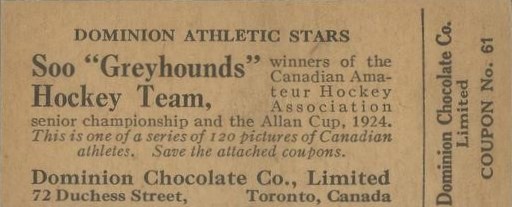 DOMINION ATHLETIC STARS
Soo "Greyhounds" winners of the
Canadian Ama-
Hockey Team, teur Hockey
Association
senior championship and the Allan Cup, 1924.
This is one of a series of 120 pictures of Canadian
athletes. Save the attached coupons.
Dominion Chocolate Co., Limited
72 Duchess Street, Toronto, Canada
Dominion Chocolate Co.
Limited
COUPON No. 61